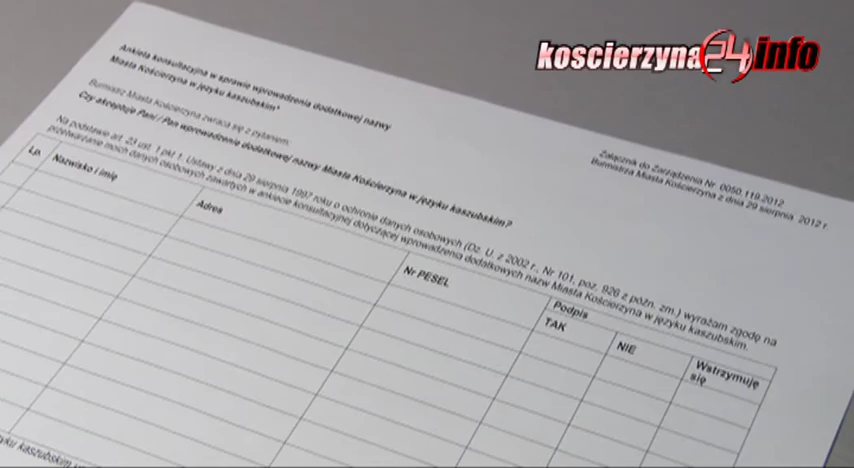 koscierzyna24info
Załącznik do Zarządzenia Nr 0050.119.2012
Burmistrza Miasta Kościerzyna z dnia 29 sierpnia 2012 r.
Ankieta konsultacyjna w sprawie wprowadzenia dodatkowej nazwy
Miasta Kościerzyna w języku kaszubskim*
Burmistrz Miasta Kościerzyna zwraca się z pytaniem:
Czy akceptuje Pani / Pan wprowadzenie dodatkowej nazwy Miasta Kościerzyna w języku kaszubskim?
Na podstawie art. 23 ust. 1 pkt 1. Ustawy z dnia 29 sierpnia 1997 roku o ochronie danych osobowych (Dz. U. z 2002 r., Nr 101, poz. 926 z późn. zm.) wyrażam zgodę na
przetwarzanie moich danych osobowych zawartych w ankiecie konsultacyjnej dotyczącej wprowadzenia dodatkowych nazw Miasta Kościerzyna w języku kaszubskim.
Lp. Nazwisko i imię Adres Nr PESEL Podpis
TAK NIE Wstrzymuję
się
kaszubskim